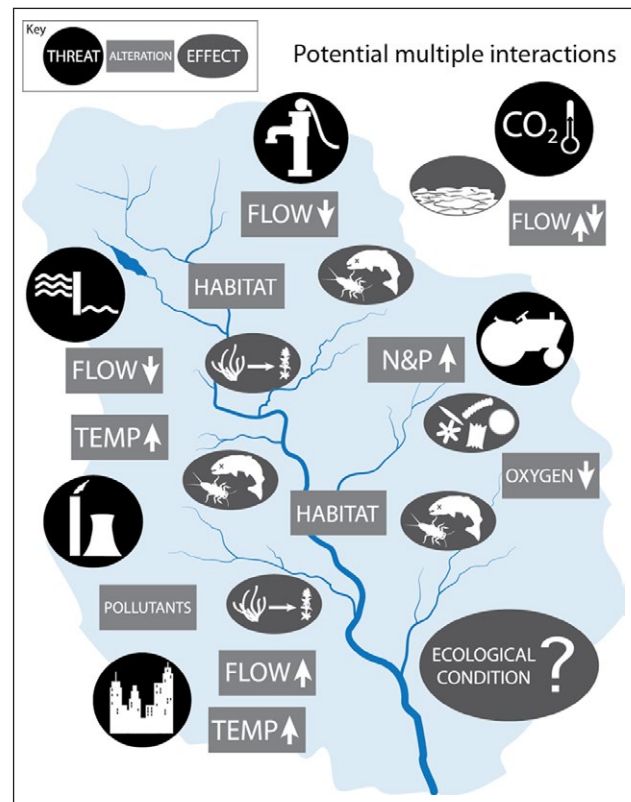 Key
THREAT
ALTERATION
EFFECT
Potential multiple interactions
CO₂
FLOW
FLOW
HABITAT
FLOW
N&P
TEMP
OXYGEN
HABITAT
POLLUTANTS
ECOLOGICAL
CONDITION ?
FLOW
TEMP